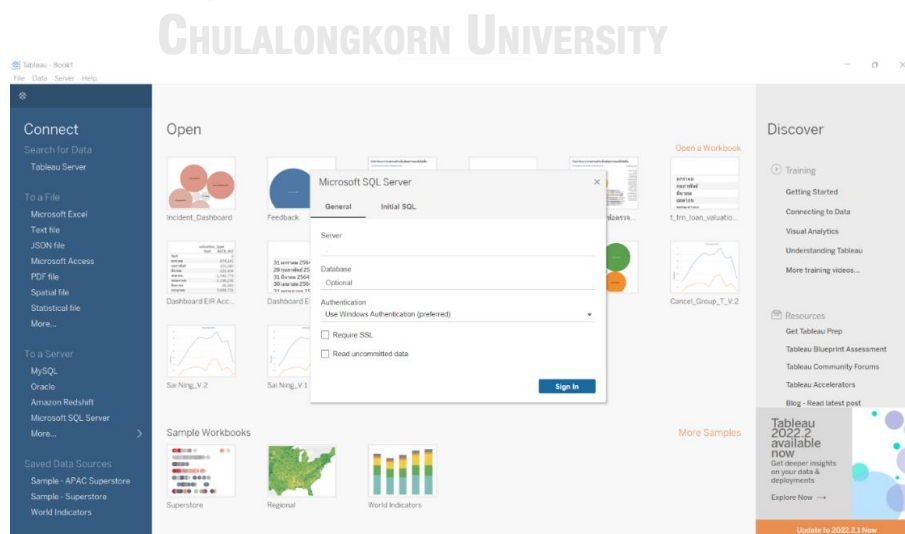 CHULALONGKORN UNIVERSITY
Tableau - Book1
File Data Server Help
Connect
Search for Data
Tableau Server
To a File
Microsoft Excel
Text file
JSON file
Microsoft Access
PDF file
Spatial file
Statistical file
More...
To a Server
MySQL
Oracle
Amazon Redshift
Microsoft SQL Server
More...
Saved Data Sources
Sample - APAC Superstore
Sample - Superstore
World Indicators
Open
Open a Workbook
Incident_Dashboard
Feedback
t_trn_loan_valuatio...
Dashboard EIR Acc...
Dashboard E
Cancel_Group_T_V.2
Sai Ning_V.2
Sai Ning_V.1
Microsoft SQL Server
General Initial SQL
Server
Database
Optional
Authentication
Use Windows Authentication (preferred)
Require SSL
Read uncommitted data
Sign In
Sample Workbooks
More Samples
Superstore
Regional
World Indicators
Discover
Training
Getting Started
Connecting to Data
Visual Analytics
Understanding Tableau
More training videos...
Resources
Get Tableau Prep
Tableau Blueprint Assessment
Tableau Community Forums
Tableau Accelerators
Blog - Read latest post
Tableau
2022.2
available
now
Get deeper insights
on your data &
deployments
Explore Now →
Update to 2022.2.1 Now